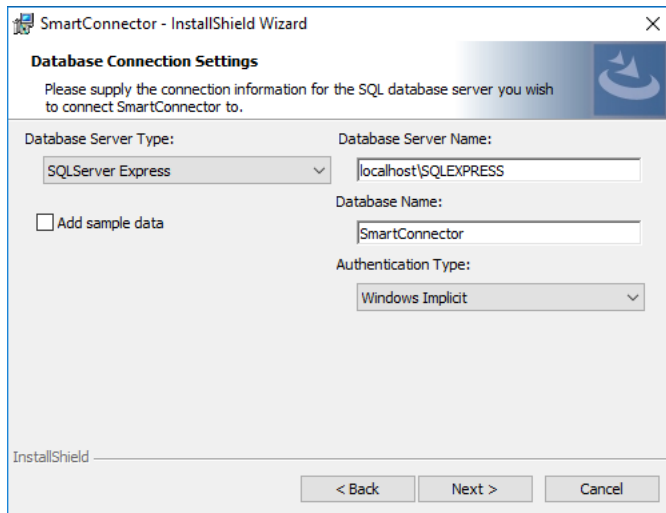 SmartConnector - InstallShield Wizard
Database Connection Settings
Please supply the connection information for the SQL database server you wish
to connect SmartConnector to.
Database Server Type:
SQLServer Express
Add sample data
Database Server Name:
localhost\SQLEXPRESS
Database Name:
SmartConnector
Authentication Type:
Windows Implicit
InstallShield
< Back
Next >
Cancel